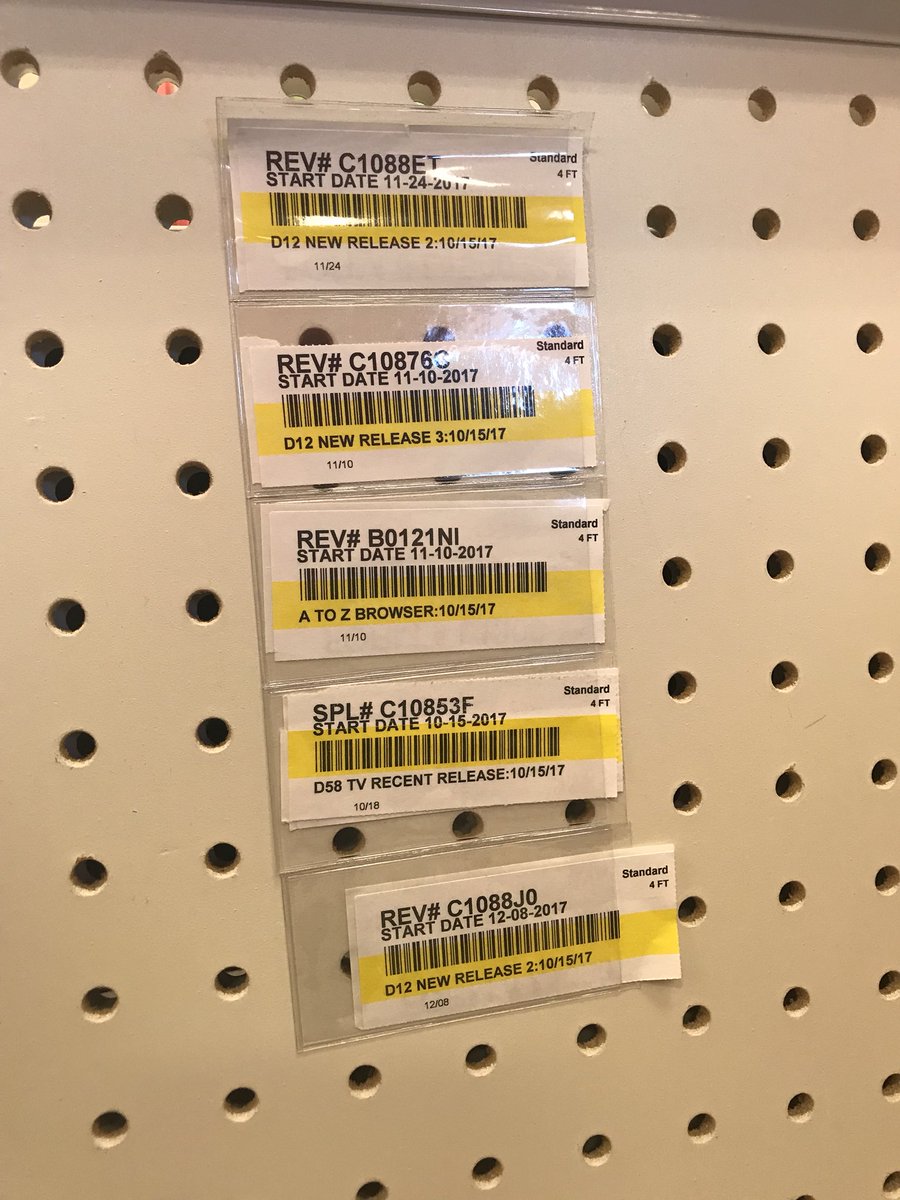 REV# C1088ET
Standard
START DATE 11-24-2017
4 FT
D12 NEW RELEASE 2:10/15/17
11/24
REV# C10876C
Standard
START DATE 11-10-2017
4 FT
D12 NEW RELEASE 3:10/15/17
11/10
REV# B0121NI
Standard
START DATE 11-10-2017
4 FT
A TO Z BROWSER:10/15/17
11/10
SPL# C10853F
Standard
START DATE 10-15-2017
4 FT
D58 TV RECENT RELEASE:10/15/17
10/18
REV# C1088J0
Standard
START DATE 12-08-2017
4 FT
D12 NEW RELEASE 2:10/15/17
12/08